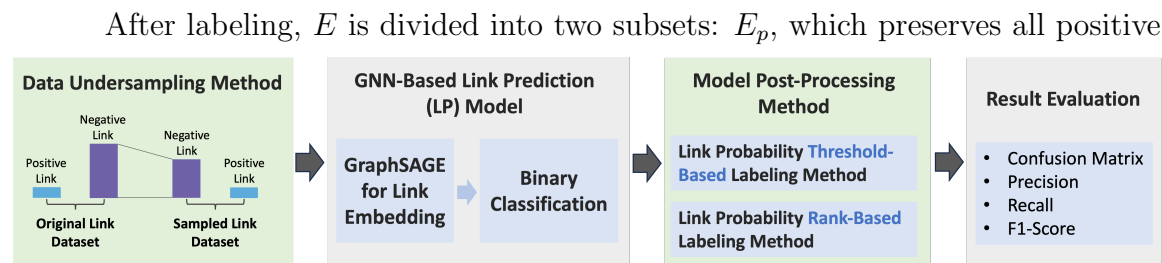 After labeling, E is divided into two subsets: Eₚ, which preserves all positive
Data Undersampling Method
Negative
Link
Negative
Link
Positive
Link
Positive
Link
Original Link
Dataset
Sampled Link
Dataset
GNN-Based Link Prediction
(LP) Model
GraphSAGE
for Link
Embedding
Binary
Classification
Model Post-Processing
Method
Link Probability Threshold-
Based Labeling Method
Link Probability Rank-Based
Labeling Method
Result Evaluation
• Confusion Matrix
• Precision
• Recall
• F1-Score